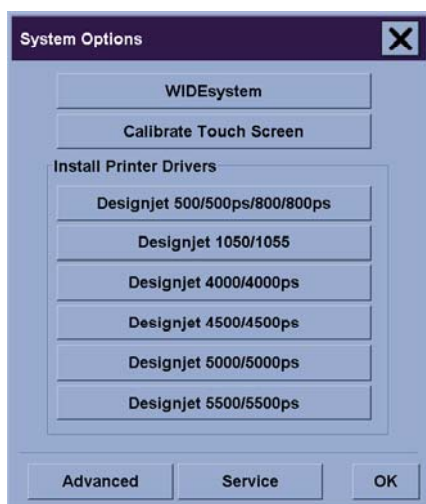 System Options
WIDEsystem
Calibrate Touch Screen
Install Printer Drivers
Designjet 500/500ps/800/800ps
Designjet 1050/1055
Designjet 4000/4000ps
Designjet 4500/4500ps
Designjet 5000/5000ps
Designjet 5500/5500ps
Advanced Service OK